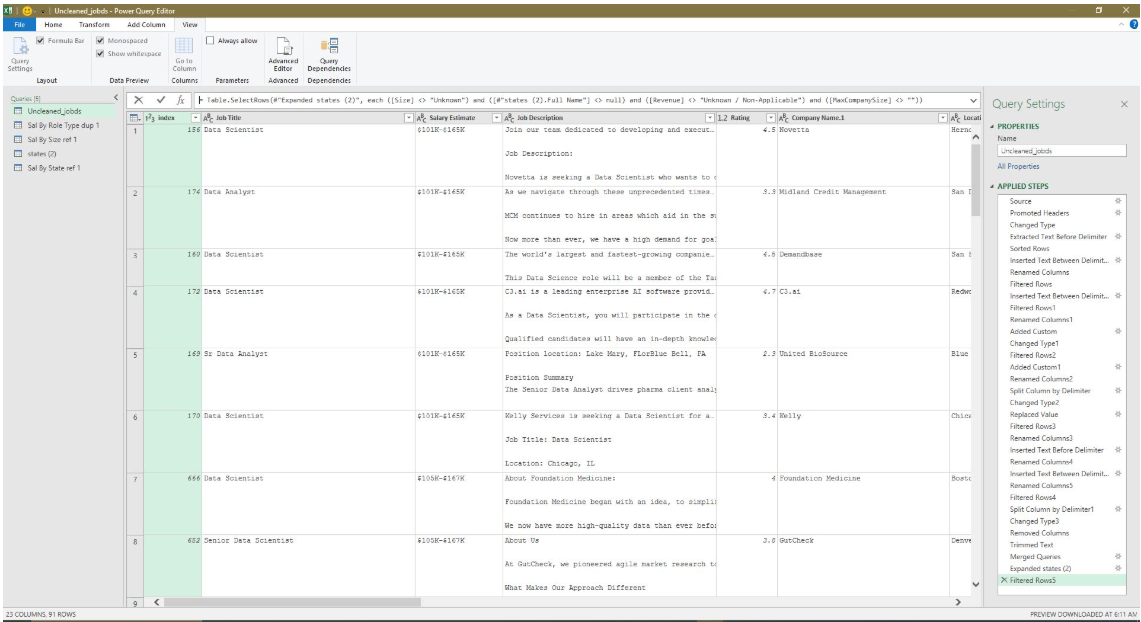 Uncleaned_jobds - Power Query Editor
File Home Transform Add Column View
Formula Bar Monospaced Always allow
Show whitespace
Query Settings Go to Column Advanced Editor Query Dependencies
Layout Data Preview Columns Parameters Advanced Dependencies
Queries [5]
Uncleaned_jobds
Sal By Role Type dup 1
Sal By Size ref 1
states (2)
Sal By State ref 1
Table.SelectRows(#"Expanded states (2)", each ([Size] <> "Unknown") and ([#"states (2).Full Name"] <> null) and ([Revenue] <> "Unknown / Non-Applicable") and ([MaxCompanySize] <> ""))
index Job Title Salary Estimate Job Description 1.2 Rating Company Name.1 Locati
1 156 Data Scientist $101K-$165K Join our team dedicated to developing and execut… 4.5 Novetta Hernd
Job Description:
Novetta is seeking a Data Scientist who wants to
2 174 Data Analyst $101K-$165K As we navigate through these unprecedented times… 3.3 Midland Credit Management San
MCM continues to hire in areas which aid in the
Now more than ever, we have a high demand for
3 160 Data Scientist $101K-$165K The world's largest and fastest-growing companie… 4.5 Demandbase San
This Data Science role will be a member of the
4 172 Data Scientist $101K-$165K C3.ai is a leading enterprise AI software provid… 4.7 C3.ai Redwo
As a Data Scientist, you will participate in the
Qualified candidates will have an in-depth knowled
5 169 Sr Data Analyst $101K-$165K Position location: Lake Mary, FLorBlue Bell, PA 2.3 United BioSource Blue
Position Summary
The Senior Data Analyst drives pharma client analy
6 170 Data Scientist $101K-$165K Kelly Services is seeking a Data Scientist for a… 3.4 Kelly Chica
Job Title: Data Scientist
Location: Chicago, IL
7 666 Data Scientist $105K-$167K About Foundation Medicine: 4 Foundation Medicine Bosto
Foundation Medicine began with an idea, to simpli
We now have more high-quality data than ever befo
8 652 Senior Data Scientist $105K-$167K About Us 3.8 GutCheck Denve
At GutCheck, we pioneered agile market research to
What Makes Our Approach Different
9
Query Settings
PROPERTIES
Name
Uncleaned_jobds
All Properties
APPLIED STEPS
Source
Promoted Headers
Changed Type
Extracted Text Before Delimiter
Sorted Rows
Inserted Text Between Delimit...
Renamed Columns
Filtered Rows
Inserted Text Between Delimit...
Filtered Rows1
Renamed Columns1
Added Custom
Changed Type1
Filtered Rows2
Added Custom1
Renamed Columns2
Split Column by Delimiter
Changed Type2
Replaced Value
Filtered Rows3
Renamed Columns3
Inserted Text Before Delimiter
Renamed Columns4
Inserted Text Between Delimit...
Renamed Columns5
Filtered Rows4
Split Column by Delimiter1
Changed Type3
Removed Columns
Trimmed Text
Merged Queries
Expanded states (2)
Filtered Rows5
23 COLUMNS, 91 ROWS
PREVIEW DOWNLOADED AT 6:11 AM